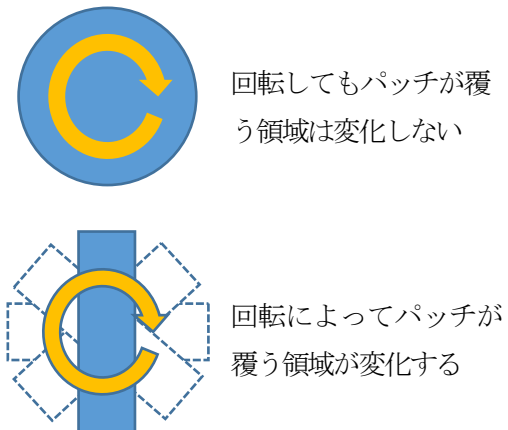 回転してもパッチが覆
う領域は変化しない
回転によってパッチが
覆う領域が変化する